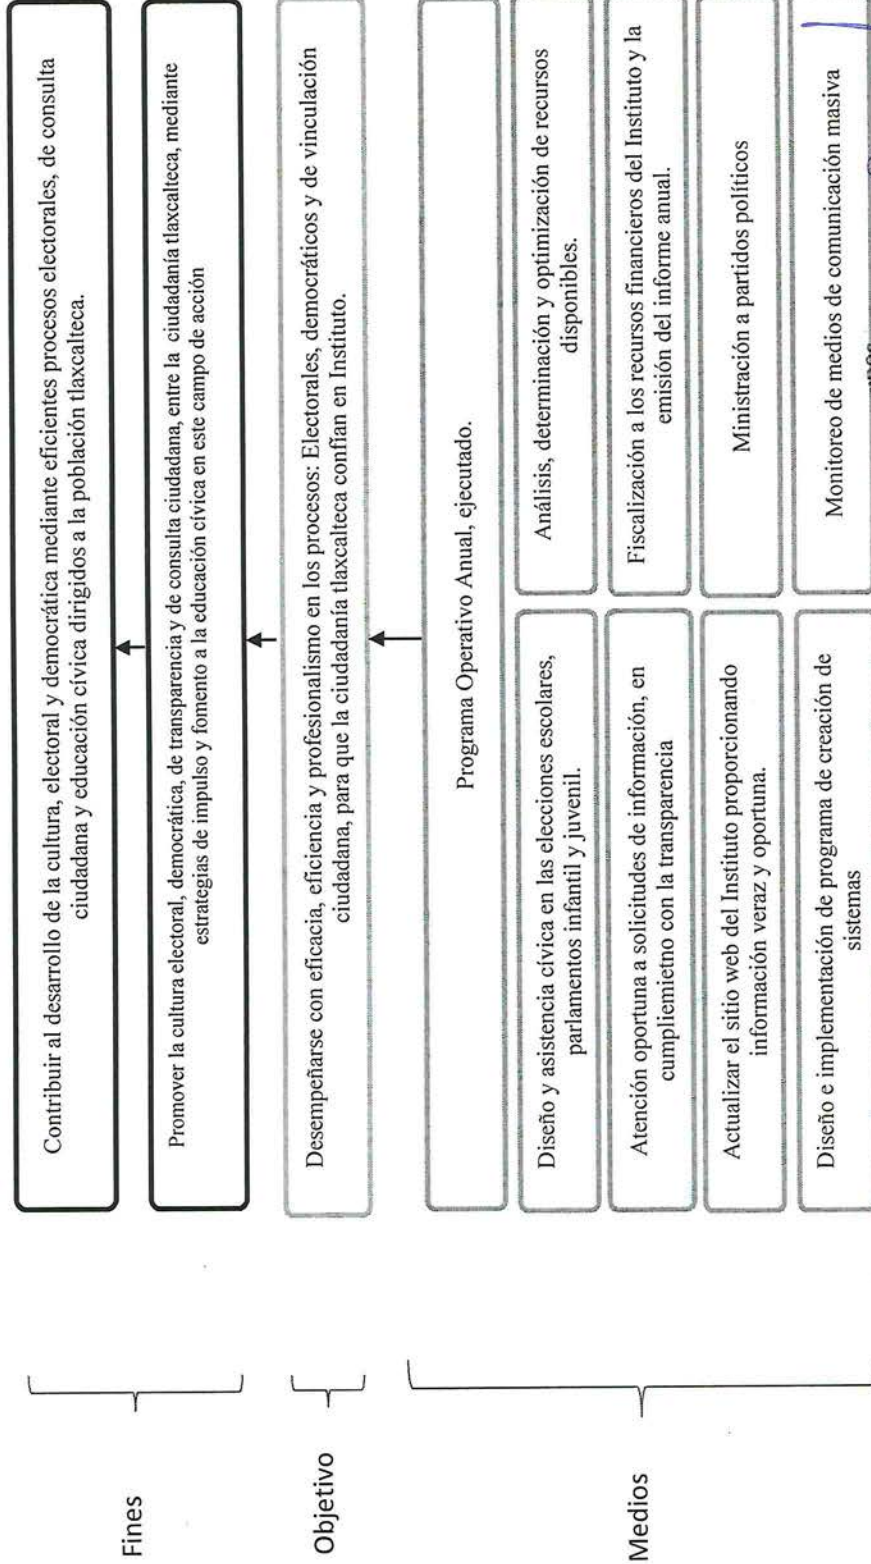 Fines
Contribuir al desarrollo de la cultura, electoral y democrática mediante eficientes procesos electorales, de consulta
ciudadana y educación cívica dirigidos a la población tlaxcalteca.
Promover la cultura electoral, democrática, de transparencia y de consulta ciudadana, entre la ciudadanía tlaxcalteca, mediante
estrategias de impulso y fomento a la educación cívica en este campo de acción
Objetivo
Desempeñarse con eficacia, eficiencia y profesionalismo en los procesos: Electorales, democráticos y de vinculación
ciudadana, para que la ciudadanía tlaxcalteca confían en Instituto.
Medios
Programa Operativo Anual, ejecutado.
Diseño y asistencia cívica en las elecciones escolares,
parlamentos infantil y juvenil.
Análisis, determinación y optimización de recursos
disponibles.
Atención oportuna a solicitudes de información, en
cumpliemietno con la transparencia
Fiscalización a los recursos financieros del Instituto y la
emisión del informe anual.
Actualizar el sitio web del Instituto proporcionando
información veraz y oportuna.
Ministración a partidos políticos
Diseño e implementación de programa de creación de
sistemas
Monitoreo de medios de comunicación masiva